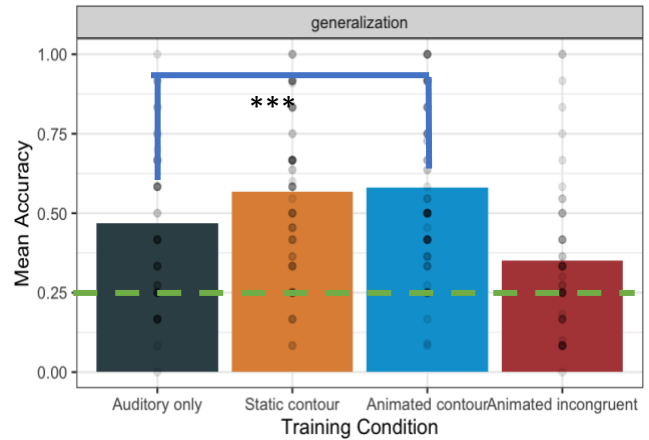 generalization
1.00
***
0.75
0.50
0.25
0.00
Mean Accuracy
Auditory only Static contour Animated contour Animated incongruent
Training Condition